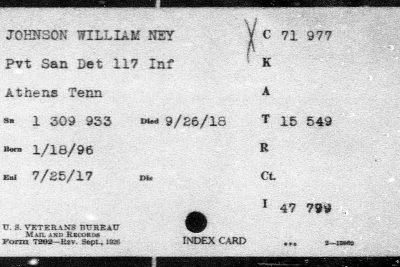 JOHNSON WILLIAM NEY C 71 977
Pvt San Det 117 Inf K
Athens Tenn A
Sn 1 309 933 Died 9/26/18 T 15 549
Born 1/18/96 R
Enl 7/25/17 Dis Ct.
I 47 799
U. S. VETERANS BUREAU
MAIL AND RECORDS
Form 7202—Rev. Sept., 1926 INDEX CARD